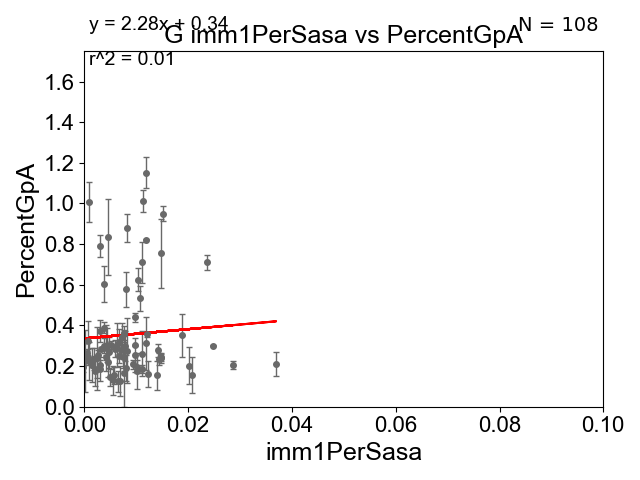 y = 2.28x + 0.34
N = 108
G imm1PerSasa vs PercentGpA
r^2 = 0.01
PercentGpA
1.6
1.4
1.2
1.0
0.8
0.6
0.4
0.2
0.0
0.00 0.02 0.04 0.06 0.08 0.10
imm1PerSasa